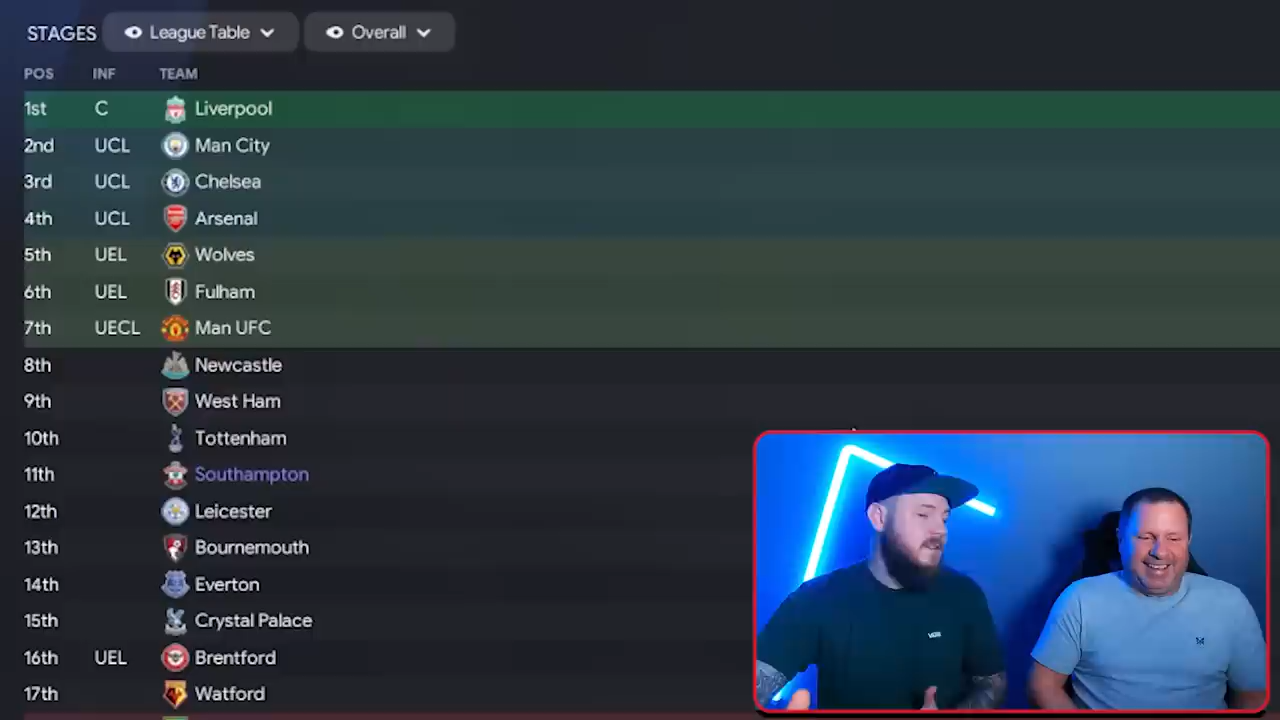 STAGES League Table Overall
POS INF TEAM
1st C Liverpool
2nd UCL Man City
3rd UCL Chelsea
4th UCL Arsenal
5th UEL Wolves
6th UEL Fulham
7th UECL Man UFC
8th Newcastle
9th West Ham
10th Tottenham
11th Southampton
12th Leicester
13th Bournemouth
14th Everton
15th Crystal Palace
16th UEL Brentford
17th Watford
VANS